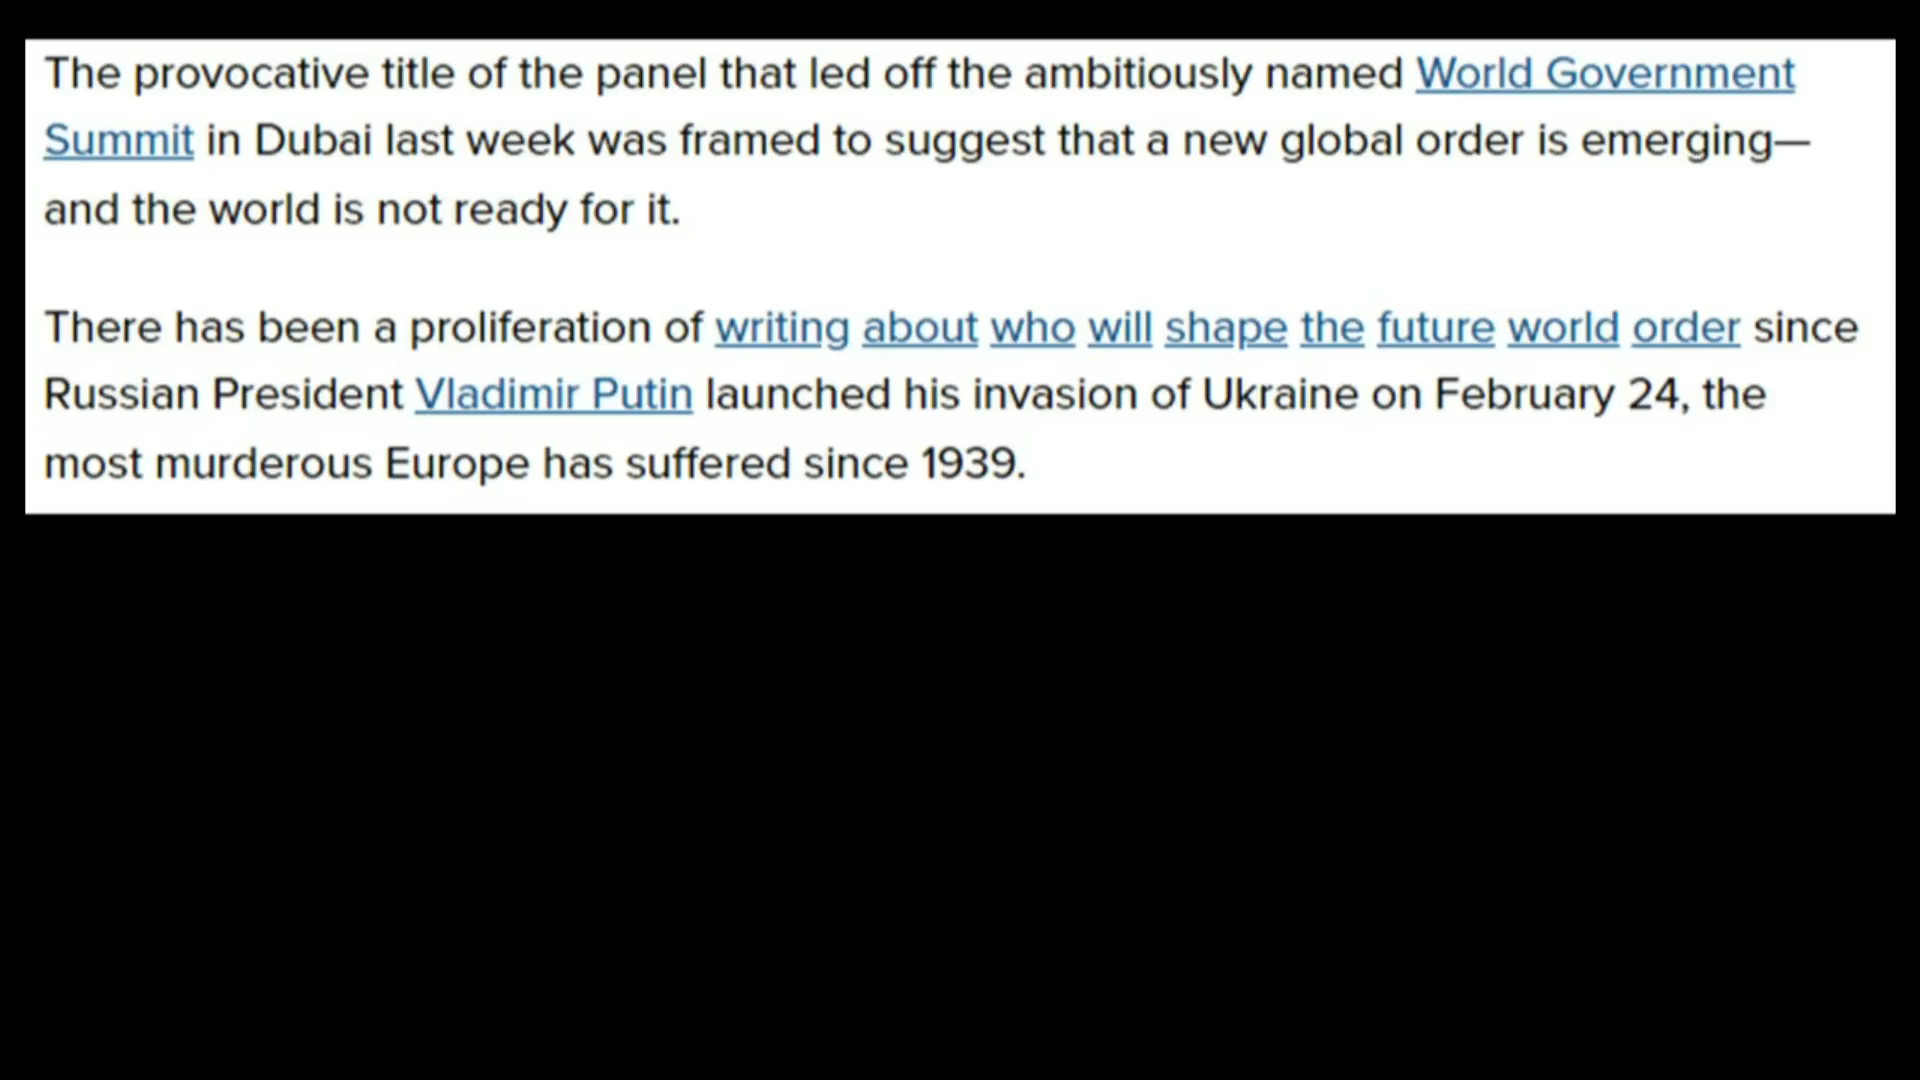 The provocative title of the panel that led off the ambitiously named World Government
Summit in Dubai last week was framed to suggest that a new global order is emerging—
and the world is not ready for it.
There has been a proliferation of writing about who will shape the future world order since
Russian President Vladimir Putin launched his invasion of Ukraine on February 24, the
most murderous Europe has suffered since 1939.